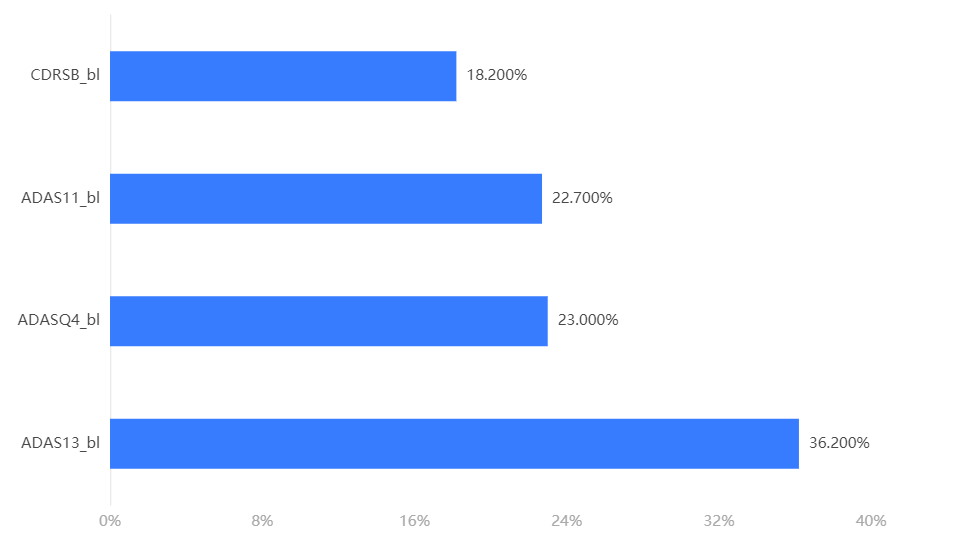 CDRSB_bl 18.200%
ADAS11_bl 22.700%
ADASQ4_bl 23.000%
ADAS13_bl 36.200%
0% 8% 16% 24% 32% 40%